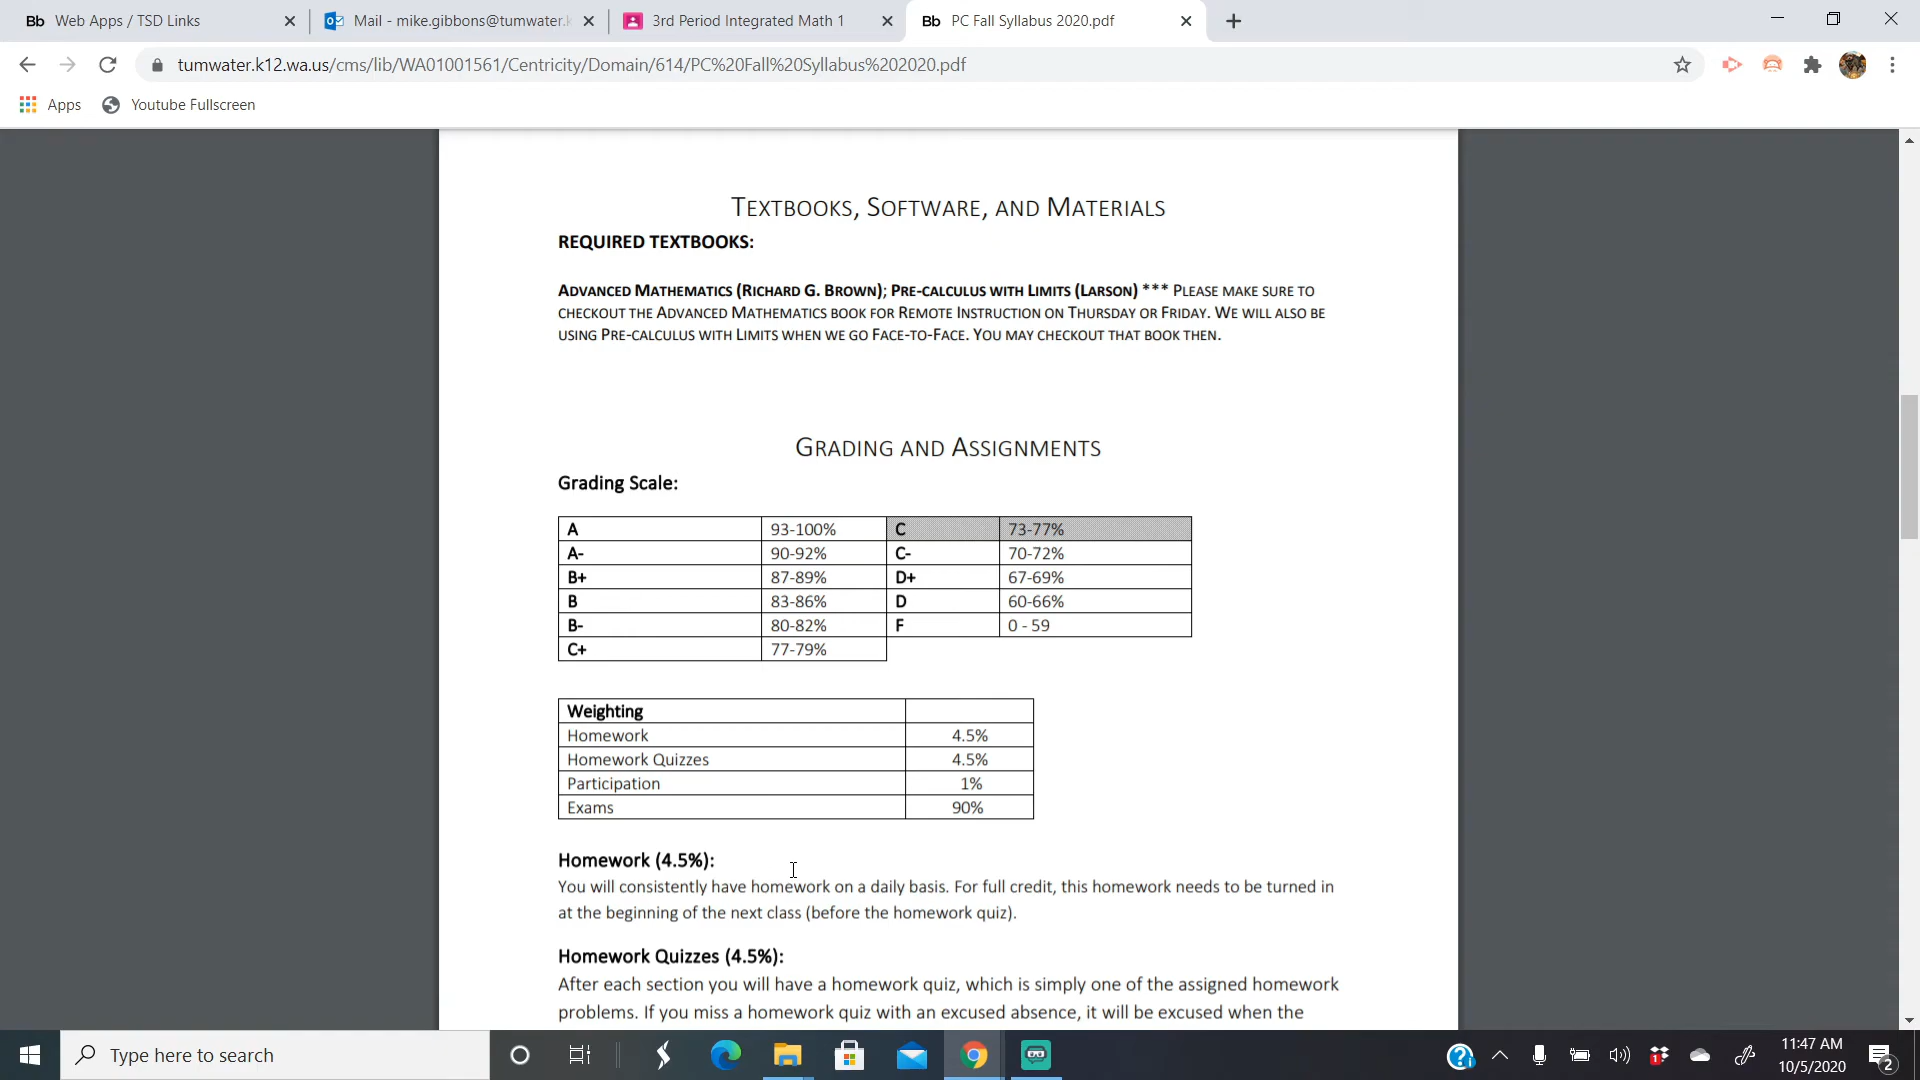 Bb Web Apps / TSD Links
Mail - mike.gibbons@tumwater.k
3rd Period Integrated Math 1
Bb PC Fall Syllabus 2020.pdf
tumwater.k12.wa.us/cms/lib/WA01001561/Centricity/Domain/614/PC%20Fall%20Syllabus%202020.pdf
Apps Youtube Fullscreen
TEXTBOOKS, SOFTWARE, AND MATERIALS
REQUIRED TEXTBOOKS:
ADVANCED MATHEMATICS (RICHARD G. BROWN); PRE-CALCULUS WITH LIMITS (LARSON) *** PLEASE MAKE SURE TO
CHECKOUT THE ADVANCED MATHEMATICS BOOK FOR REMOTE INSTRUCTION ON THURSDAY OR FRIDAY. WE WILL ALSO BE
USING PRE-CALCULUS WITH LIMITS WHEN WE GO FACE-TO-FACE. YOU MAY CHECKOUT THAT BOOK THEN.
GRADING AND ASSIGNMENTS
Grading Scale:
A 93-100% C 73-77%
A- 90-92% C- 70-72%
B+ 87-89% D+ 67-69%
B 83-86% D 60-66%
B- 80-82% F 0 - 59
C+ 77-79%
Weighting
Homework 4.5%
Homework Quizzes 4.5%
Participation 1%
Exams 90%
Homework (4.5%):
You will consistently have homework on a daily basis. For full credit, this homework needs to be turned in
at the beginning of the next class (before the homework quiz).
Homework Quizzes (4.5%):
After each section you will have a homework quiz, which is simply one of the assigned homework
problems. If you miss a homework quiz with an excused absence, it will be excused when the
Type here to search
11:47 AM
10/5/2020
2